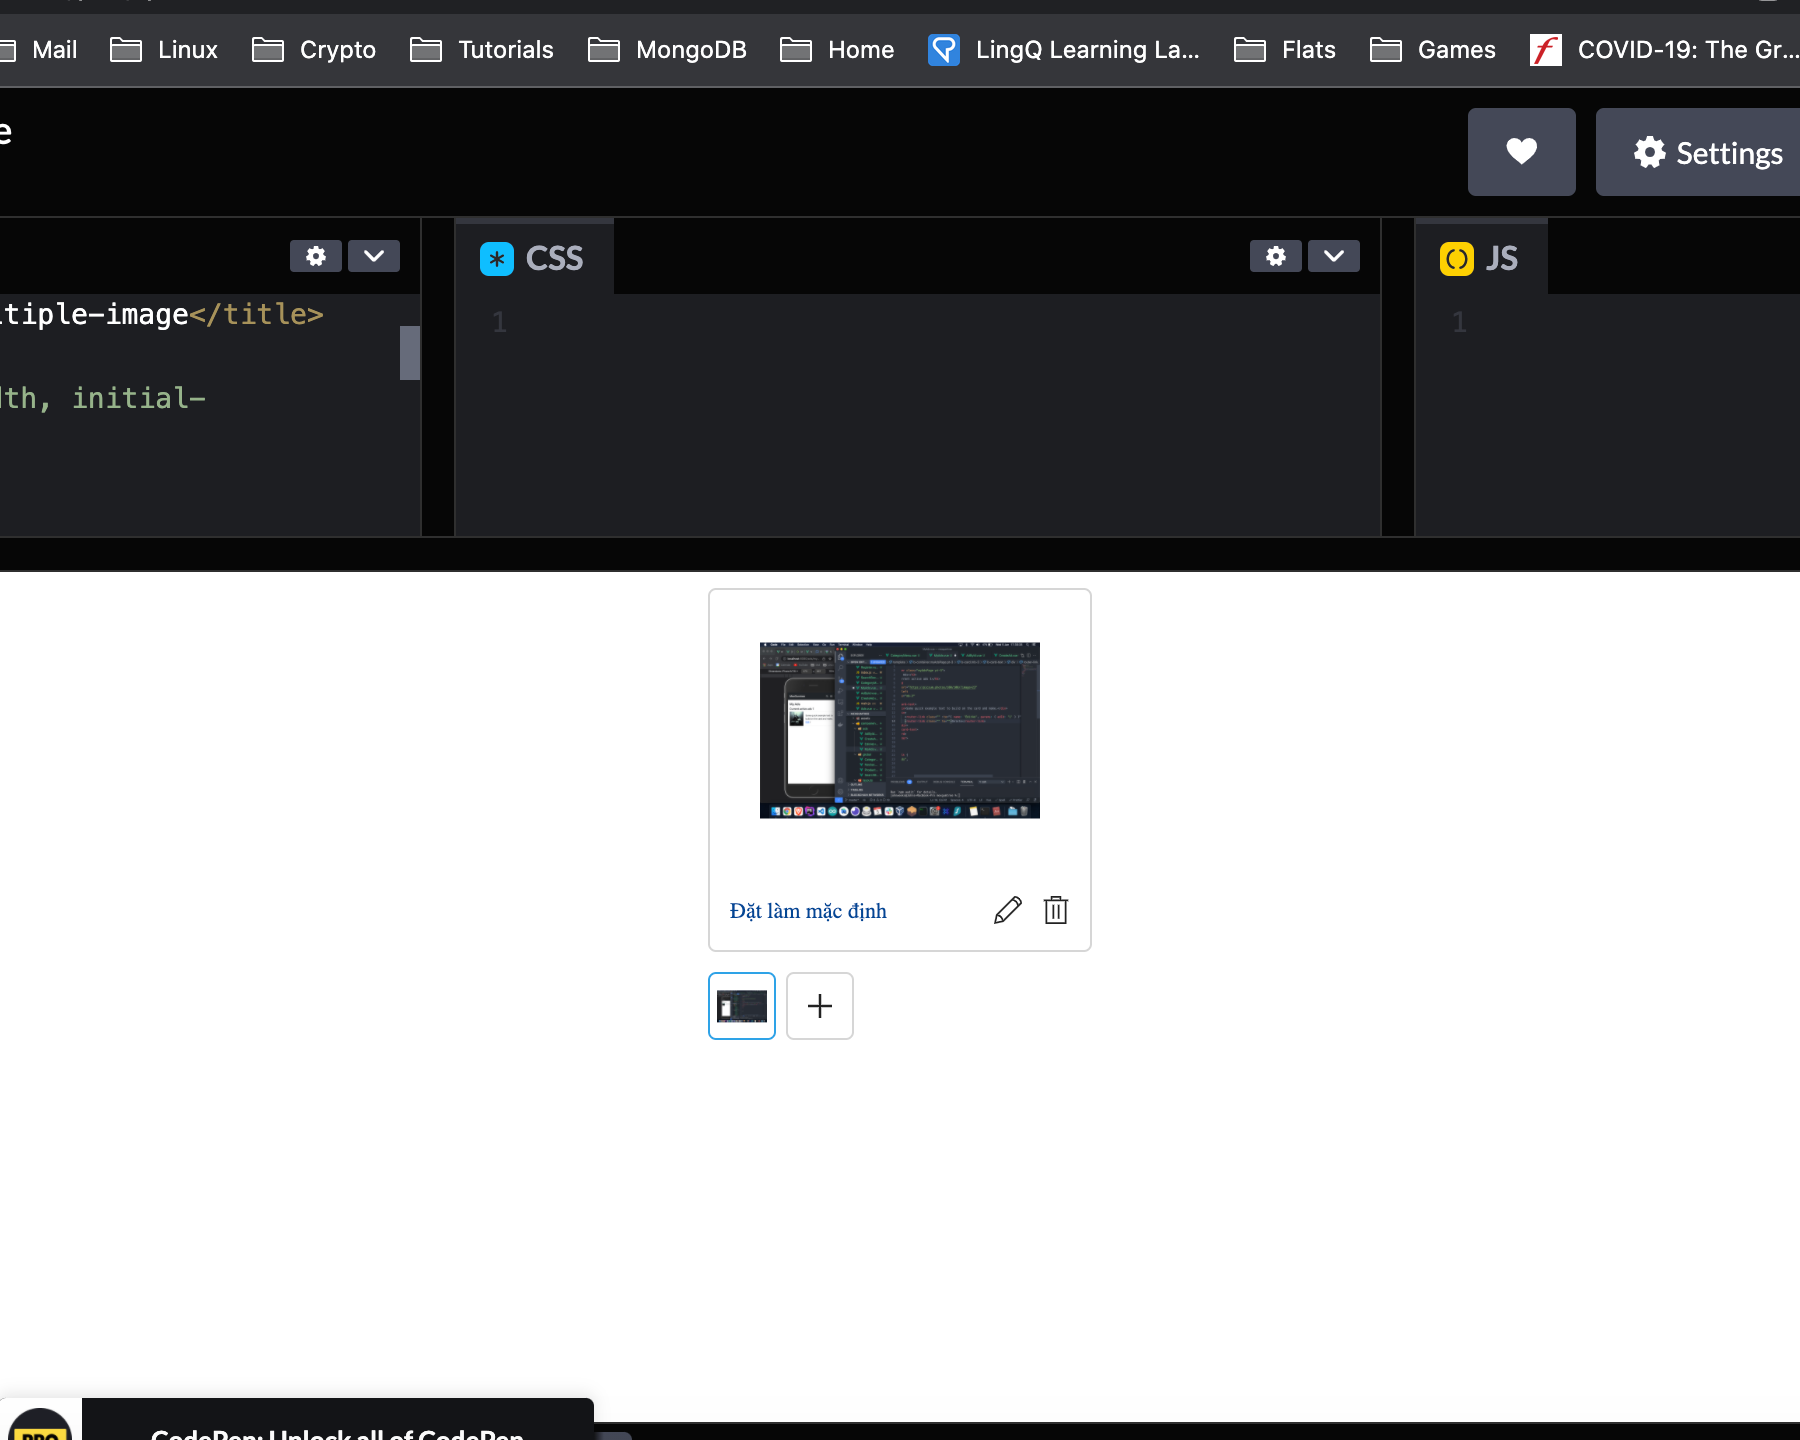 Mail
Linux
Crypto
Tutorials
MongoDB
Home
LingQ Learning La...
Flats
Games
COVID-19: The Gr...
e
Settings
CSS
JS
tiple-image</title>
dth, initial-
1
1
Đặt làm mặc định
PRO
CodePen: Unlock all of CodePen